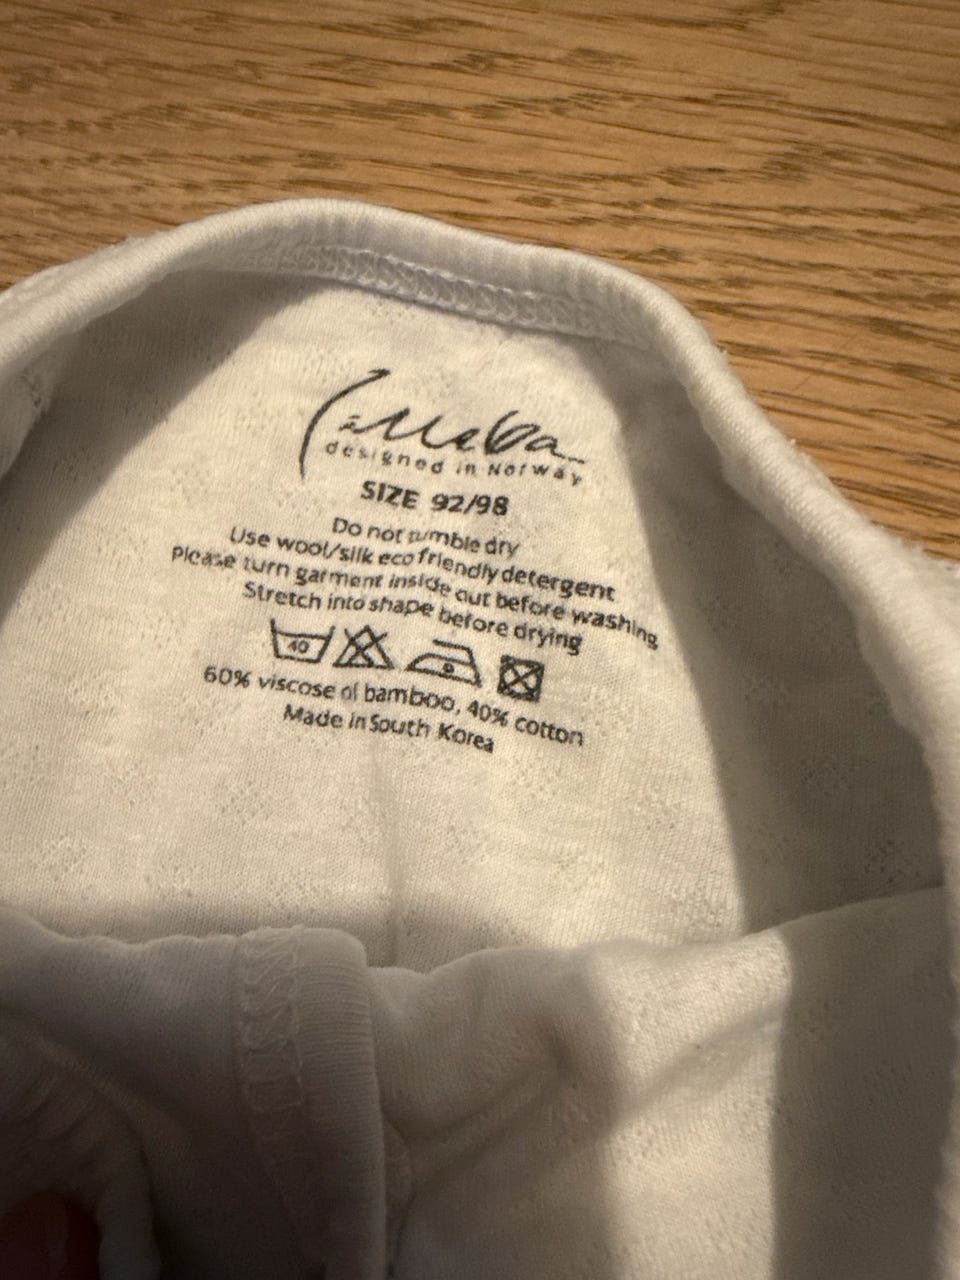 designed in Norway
SIZE 92/98
Do not tumble dry
Use wool/silk eco friendly detergent
Please turn garment inside out before washing
Stretch into shape before drying
40
60% viscose of bamboo, 40% cotton
Made in South Korea